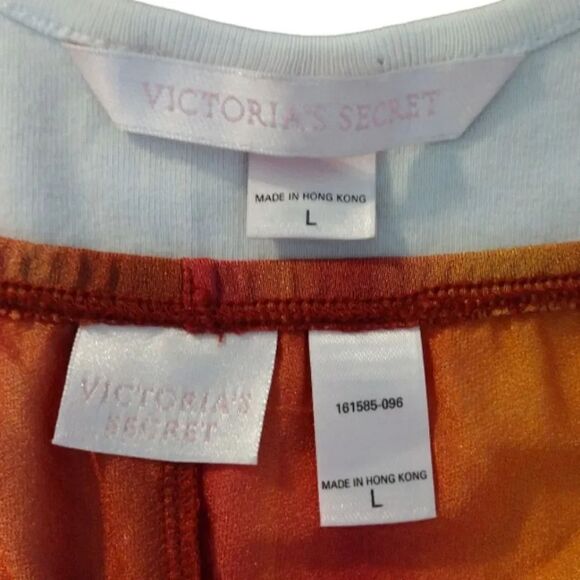 VICTORIA'S SECRET
MADE IN HONG KONG
L
VICTORIA'S
SECRET
161585-096
MADE IN HONG KONG
L